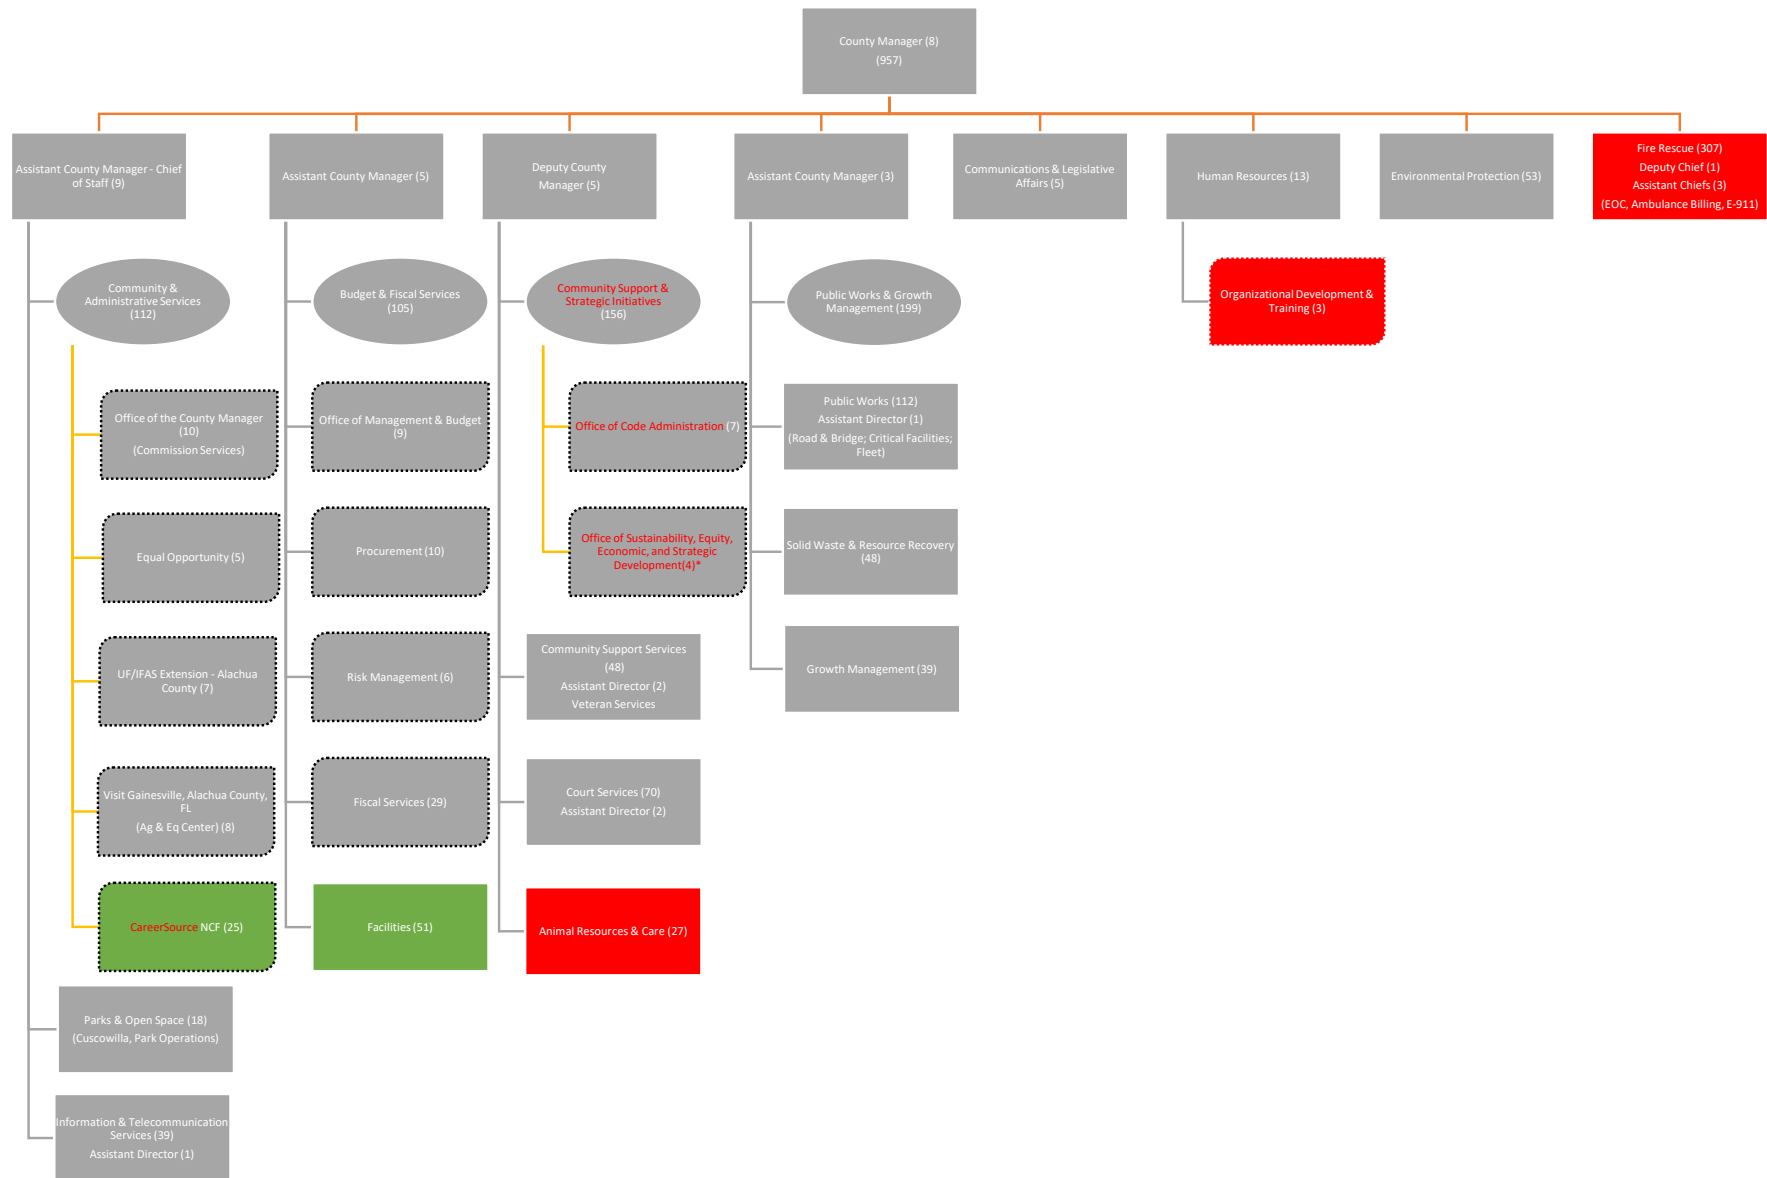 County Manager (8)
(957)
Assistant County Manager - Chief
of Staff (9)
Assistant County Manager (5)
Deputy County
Manager (5)
Assistant County Manager (3)
Communications & Legislative
Affairs (5)
Human Resources (13)
Environmental Protection (53)
Fire Rescue (307)
Deputy Chief (1)
Assistant Chiefs (3)
(EOC, Ambulance Billing, E-911)
Community &
Administrative Services
(112)
Budget & Fiscal Services
(105)
Community Support &
Strategic Initiatives
(156)
Public Works & Growth
Management (199)
Organizational Development &
Training (3)
Office of the County Manager
(10)
(Commission Services)
Office of Management & Budget
(9)
Office of Code Administration (7)
Public Works (112)
Assistant Director (1)
(Road & Bridge; Critical Facilities;
Fleet)
Equal Opportunity (5)
Procurement (10)
Office of Sustainability, Equity,
Economic, and Strategic
Development(4)*
Solid Waste & Resource Recovery
(48)
UF/IFAS Extension - Alachua
County (7)
Risk Management (6)
Community Support Services
(48)
Assistant Director (2)
Veteran Services
Growth Management (39)
Visit Gainesville, Alachua County,
FL
(Ag & Eq Center) (8)
Fiscal Services (29)
Court Services (70)
Assistant Director (2)
CareerSource NCF (25)
Facilities (51)
Animal Resources & Care (27)
Parks & Open Space (18)
(Cuscowilla, Park Operations)
Information & Telecommunication
Services (39)
Assistant Director (1)